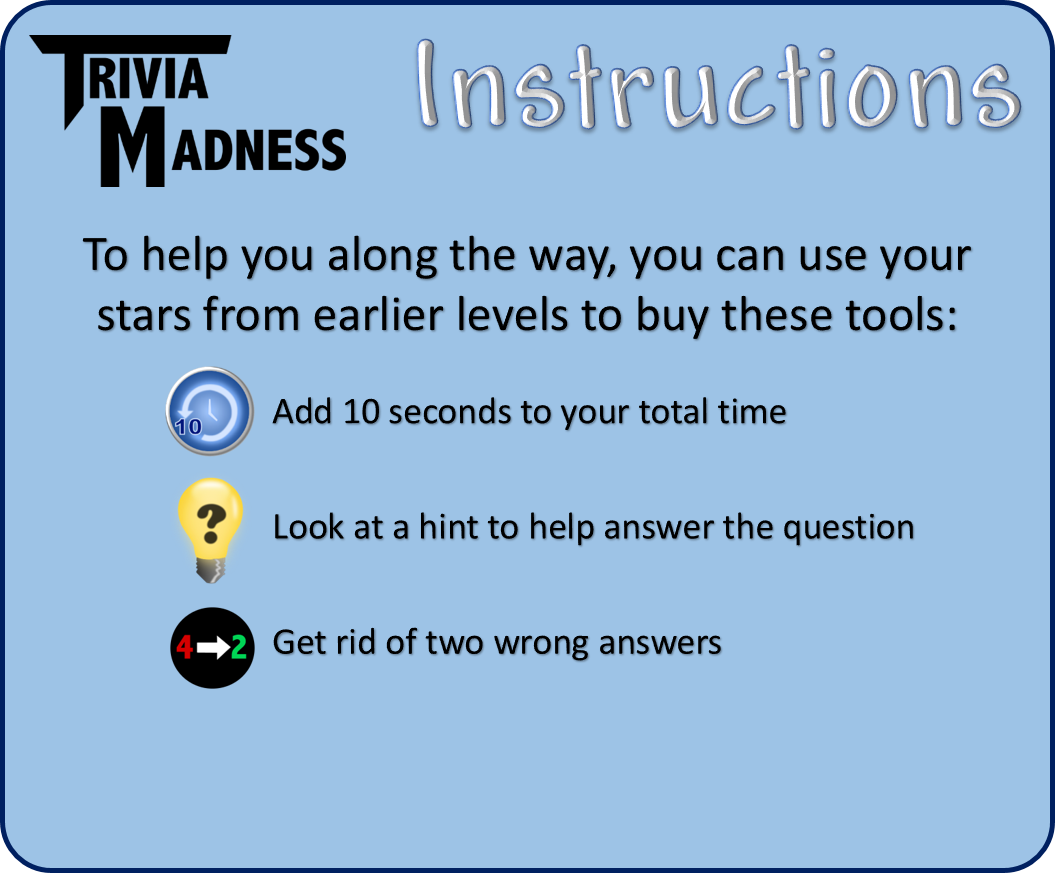 TRIVIA
MADNESS
Instructions
To help you along the way, you can use your
stars from earlier levels to buy these tools:
10
Add 10 seconds to your total time
?
Look at a hint to help answer the question
4 2
Get rid of two wrong answers